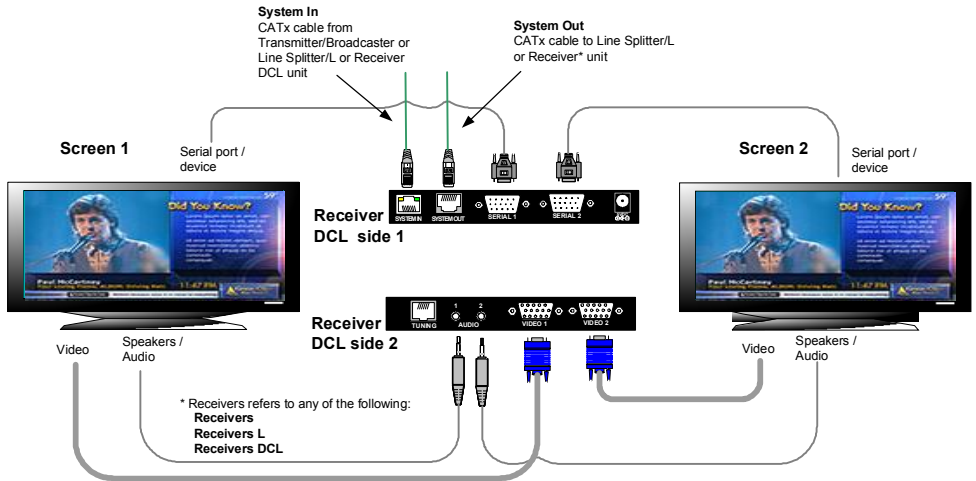 System In
CATx cable from
Transmitter/Broadcaster or
Line Splitter/L or Receiver
DCL unit
System Out
CATx cable to Line Splitter/L
or Receiver* unit
Screen 1
Serial port /
device
Screen 2
Serial port /
device
Did You Know?
59°
Paul McCartney
11:47 PM
Did You Know?
59°
Paul McCartney
11:47 PM
Receiver
DCL side 1
SYSTEM IN
SYSTEM OUT
SERIAL 1
SERIAL 2
Receiver
DCL side 2
TUNING
1
2
AUDIO
VIDEO 1
VIDEO 2
Video
Speakers /
Audio
Video
Speakers /
Audio
* Receivers refers to any of the following:
Receivers
Receivers L
Receivers DCL